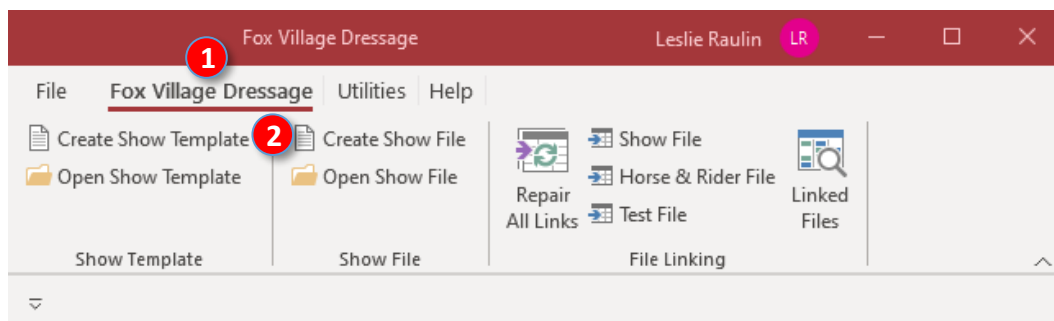 Fox Village Dressage Leslie Raulin LR
1
File Fox Village Dressage Utilities Help
2
Create Show Template
Open Show Template
Show Template
Create Show File
Open Show File
Show File
Repair
All Links
Show File
Horse & Rider File
Test File
Linked
Files
File Linking